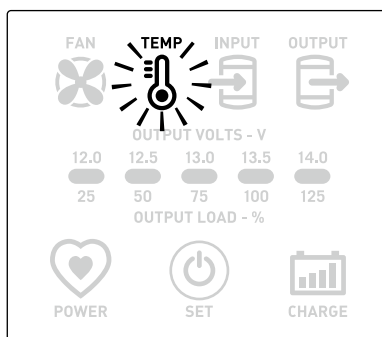 FAN TEMP INPUT OUTPUT
OUTPUT VOLTS - V
12.0 12.5 13.0 13.5 14.0
25 50 75 100 125
OUTPUT LOAD - %
POWER SET CHARGE